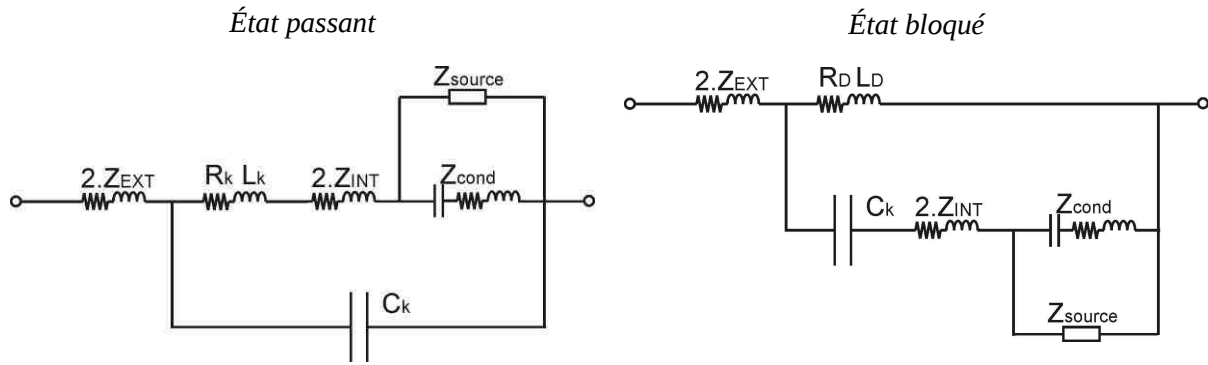 État passant
Zsource
2.ZEXT
Rk Lk
2.ZINT
Zcond
Ck
État bloqué
2.ZEXT
RD LD
Ck
2.ZINT
Zcond
Zsource